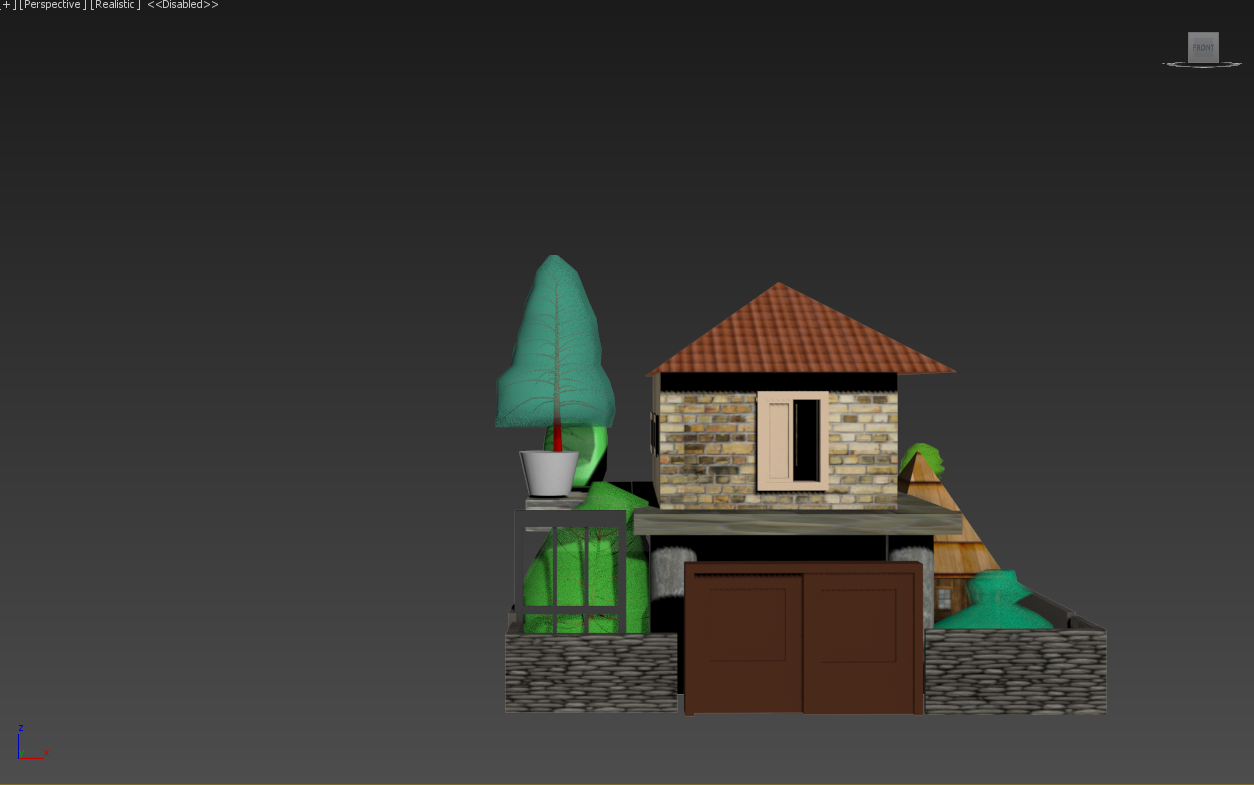 + ] [Perspective ] [Realistic ] <<Disabled>>
FRONT
z
x